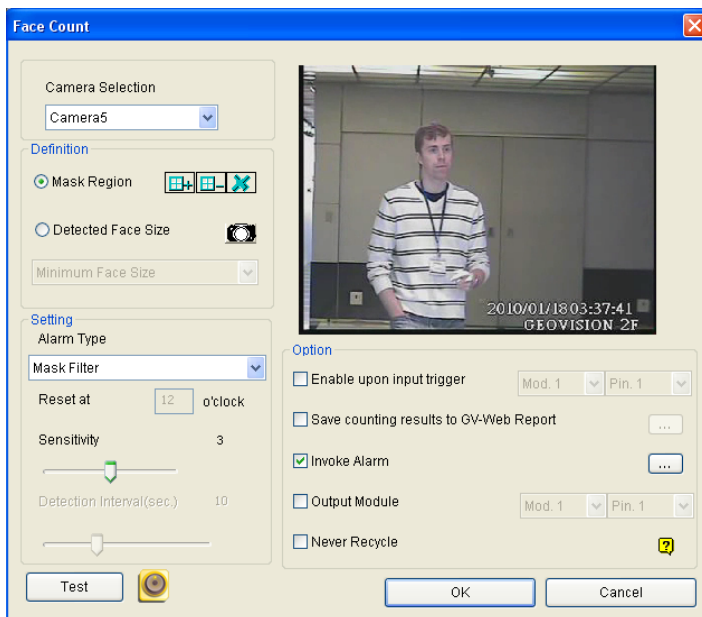 Face Count
Camera Selection
Camera5
Definition
Mask Region
Detected Face Size
Minimum Face Size
Setting
Alarm Type
Mask Filter
Reset at 12 o'clock
Sensitivity 3
Detection Interval(sec.) 10
Test
2010/01/18 03:37:41
GEOVISION 2F
Option
Enable upon input trigger Mod. 1 Pin. 1
Save counting results to GV-Web Report ...
Invoke Alarm ...
Output Module Mod. 1 Pin. 1
Never Recycle ?
OK Cancel